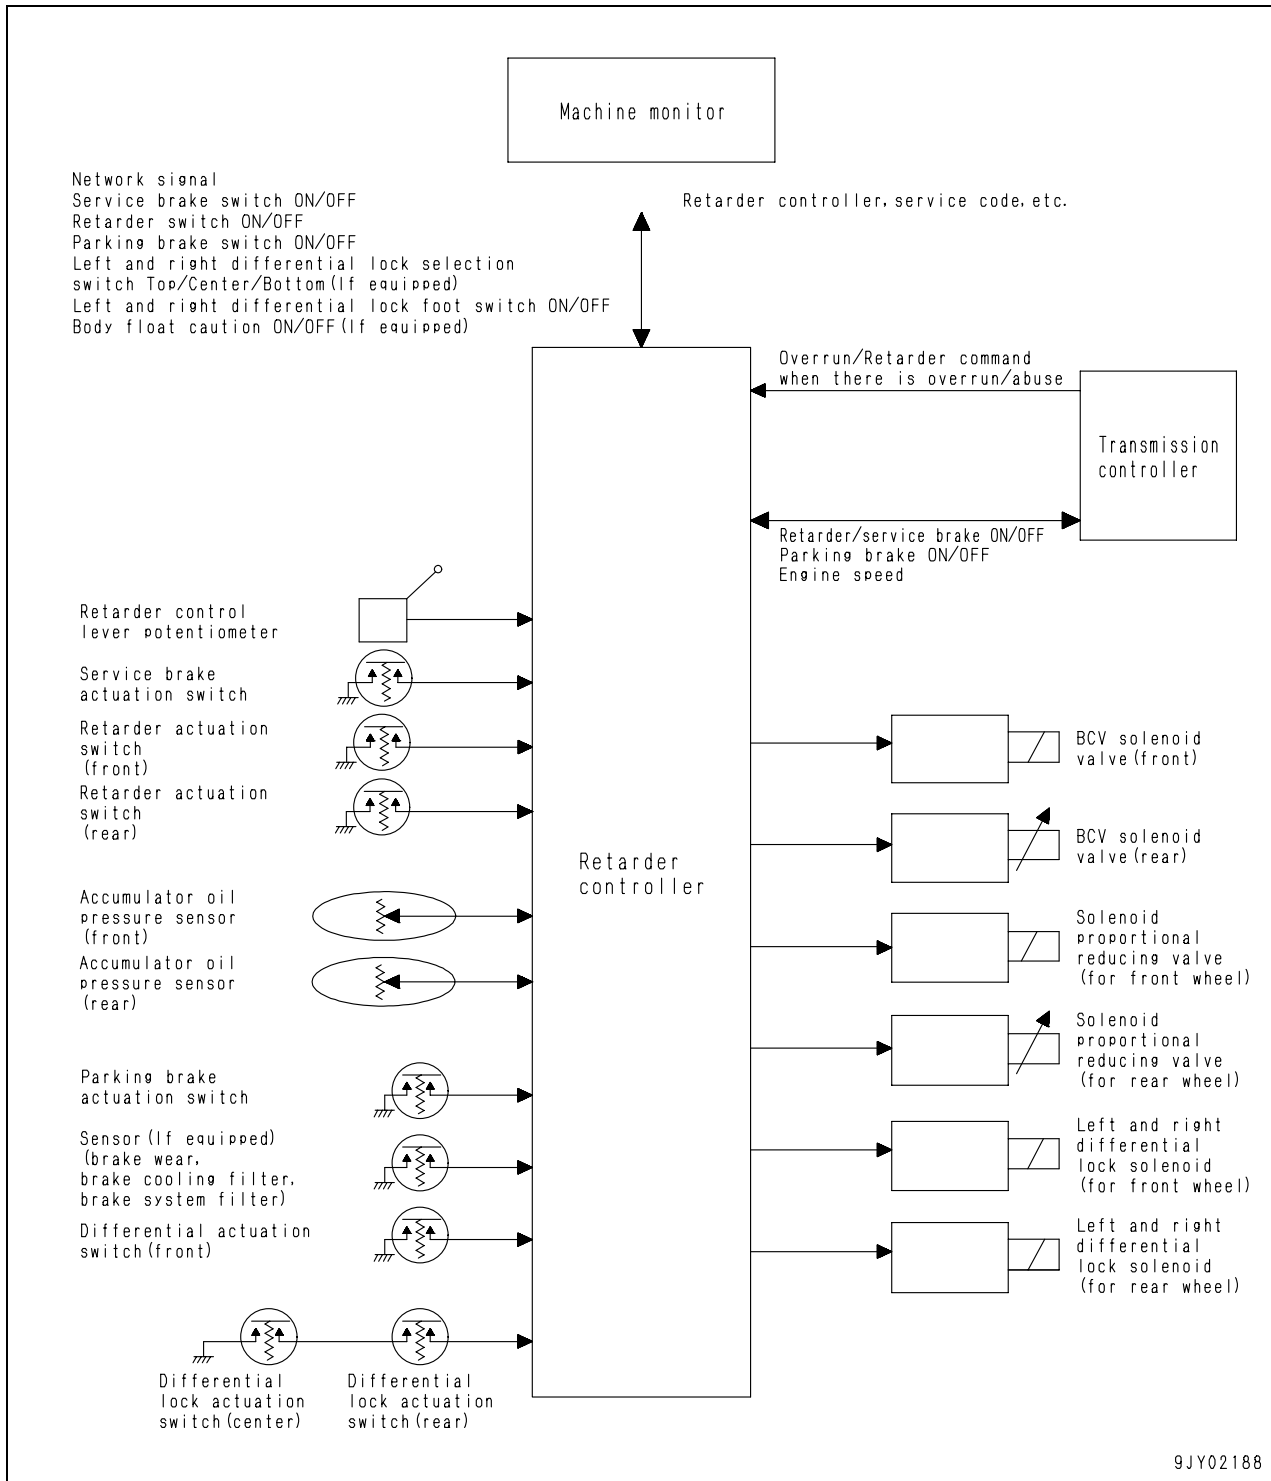 Machine monitor
Network signal
Service brake switch ON/OFF
Retarder switch ON/OFF
Parking brake switch ON/OFF
Left and right differential lock selection
switch Top/Center/Bottom(If equipped)
Left and right differential lock foot switch ON/OFF
Body float caution ON/OFF(If equipped)
Retarder controller, service code, etc.
Overrun/Retarder command
when there is overrun/abuse
Transmission
controller
Retarder/service brake ON/OFF
Parking brake ON/OFF
Engine speed
Retarder control
lever potentiometer
Service brake
actuation switch
Retarder actuation
switch
(front)
Retarder actuation
switch
(rear)
Accumulator oil
pressure sensor
(front)
Accumulator oil
pressure sensor
(rear)
Parking brake
actuation switch
Sensor(If equipped)
(brake wear,
brake cooling filter,
brake system filter)
Differential actuation
switch(front)
Differential
lock actuation
switch(center)
Differential
lock actuation
switch(rear)
Retarder
controller
BCV solenoid
valve(front)
BCV solenoid
valve(rear)
Solenoid
proportional
reducing valve
(for front wheel)
Solenoid
proportional
reducing valve
(for rear wheel)
Left and right
differential
lock solenoid
(for front wheel)
Left and right
differential
lock solenoid
(for rear wheel)
9JY02188